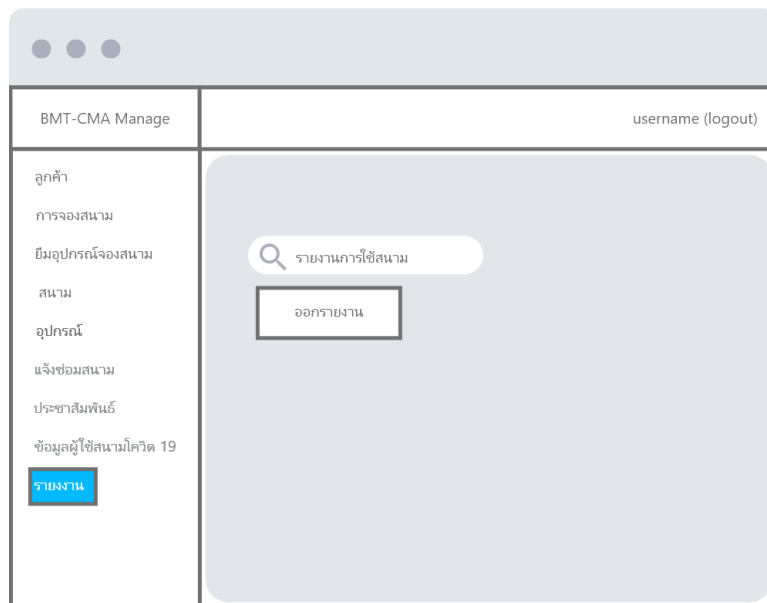 BMT-CMA Manage
username (logout)
ลูกค้า
การจองสนาม
ยืมอุปกรณ์จองสนาม
สนาม
อุปกรณ์
แจ้งซ่อมสนาม
ประชาสัมพันธ์
ข้อมูลผู้ใช้สนามโควิด 19
รายงงาน
รายงานการใช้สนาม
ออกรายงาน